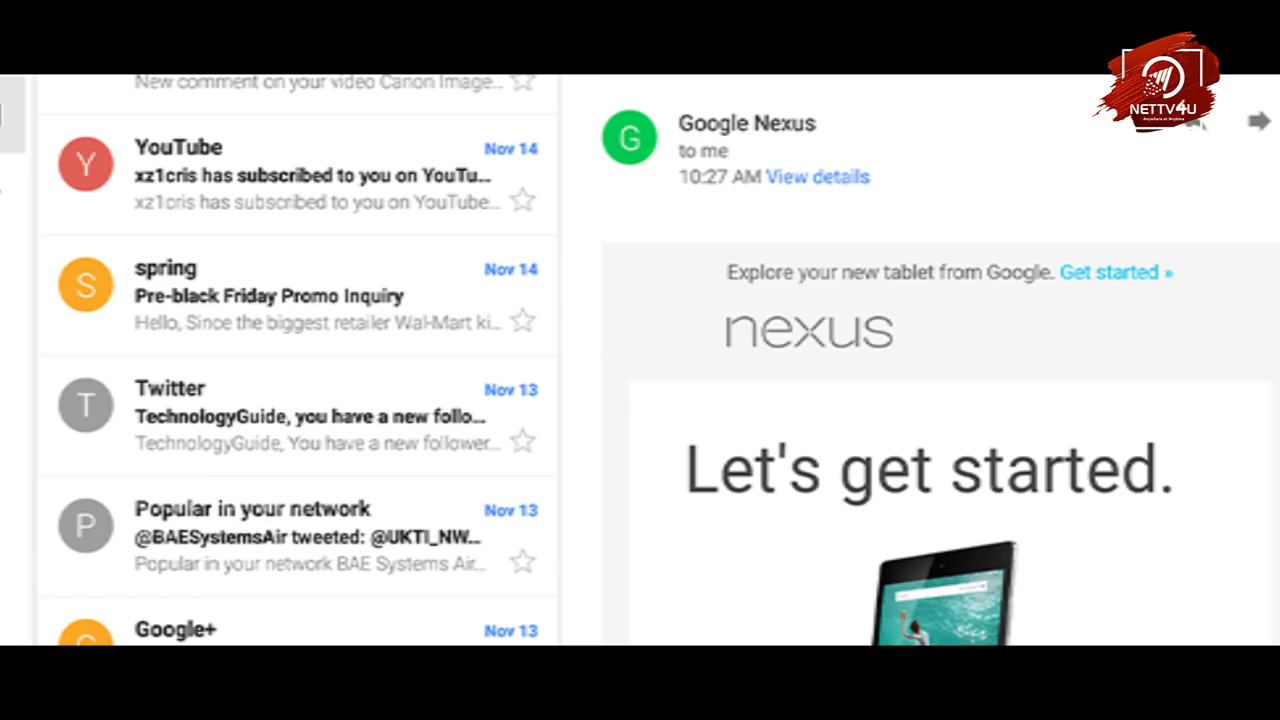 New comment on your video Canon Image...
Y
YouTube
Nov 14
xz1cris has subscribed to you on YouTu...
xz1cris has subscribed to you on YouTube...
S
spring
Nov 14
Pre-black Friday Promo Inquiry
Hello, Since the biggest retailer Wal-Mart ki...
T
Twitter
Nov 13
TechnologyGuide, you have a new follo...
TechnologyGuide, You have a new follower...
P
Popular in your network
Nov 13
@BAESystemsAir tweeted: @UKTI_NW...
Popular in your network BAE Systems Air...
Google+
Nov 13
G
Google Nexus
to me
10:27 AM View details
Explore your new tablet from Google. Get started »
nexus
Let's get started.
NETTV4U
Anywhere at Anytime